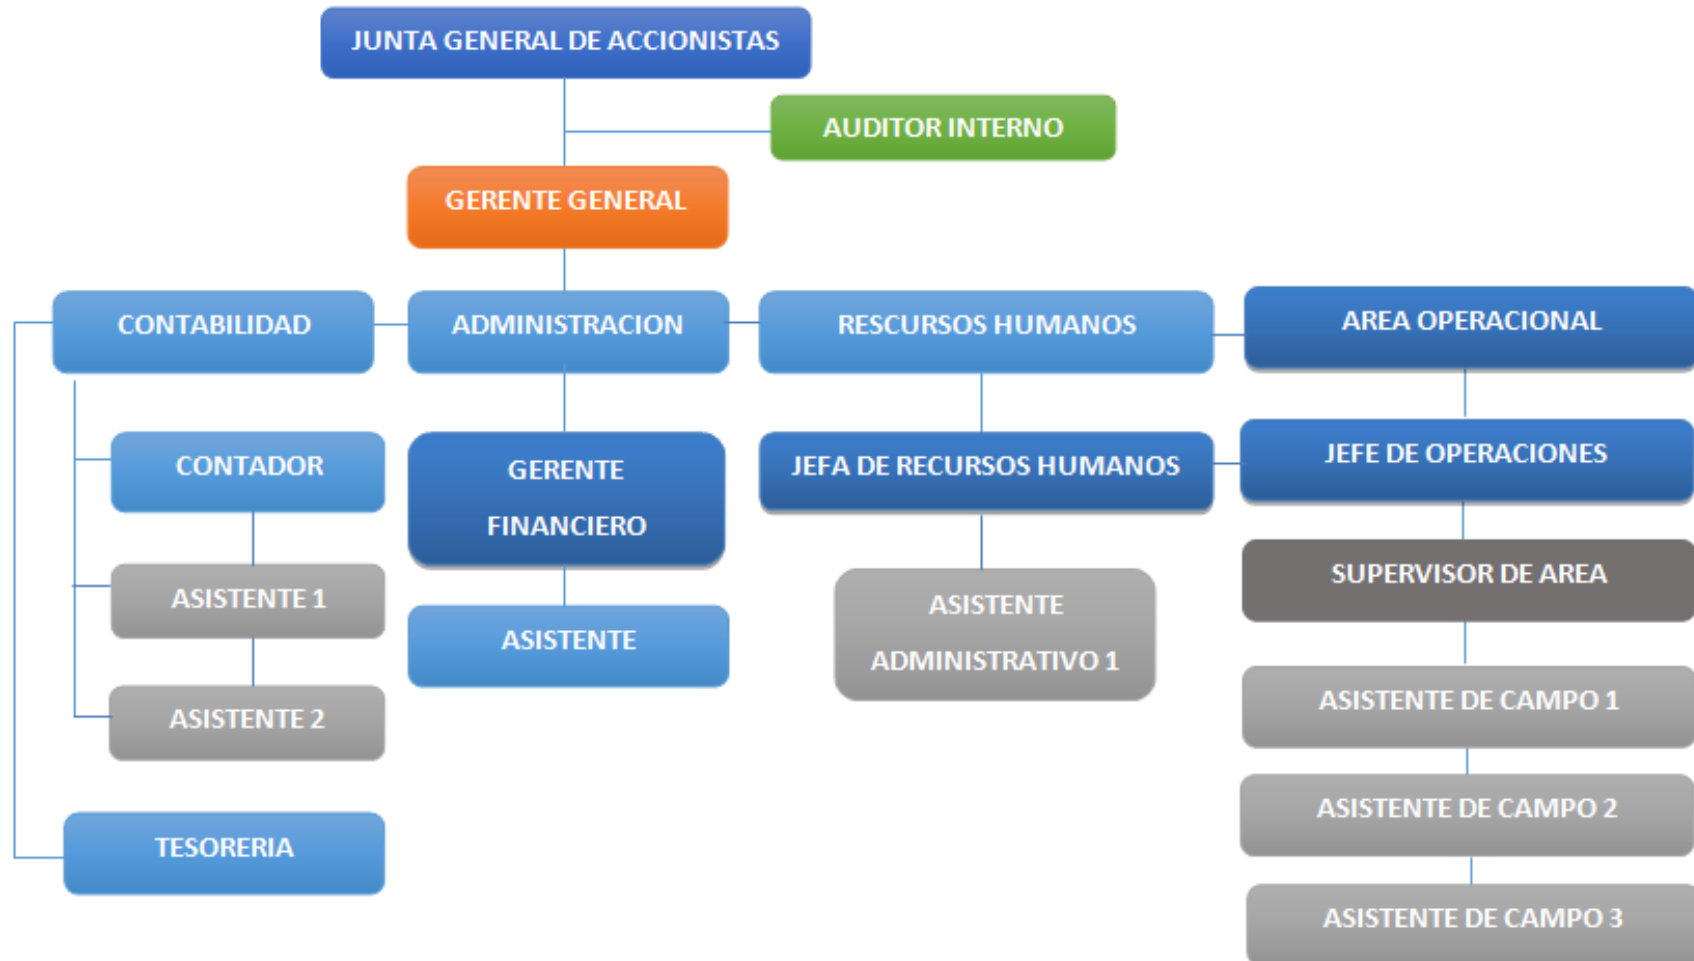 JUNTA GENERAL DE ACCIONISTAS
AUDITOR INTERNO
GERENTE GENERAL
CONTABILIDAD
ADMINISTRACION
RESCURSOS HUMANOS
AREA OPERACIONAL
CONTADOR
GERENTE
FINANCIERO
JEFA DE RECURSOS HUMANOS
JEFE DE OPERACIONES
ASISTENTE 1
ASISTENTE
ASISTENTE
ADMINISTRATIVO 1
SUPERVISOR DE AREA
ASISTENTE 2
ASISTENTE DE CAMPO 1
TESORERIA
ASISTENTE DE CAMPO 2
ASISTENTE DE CAMPO 3